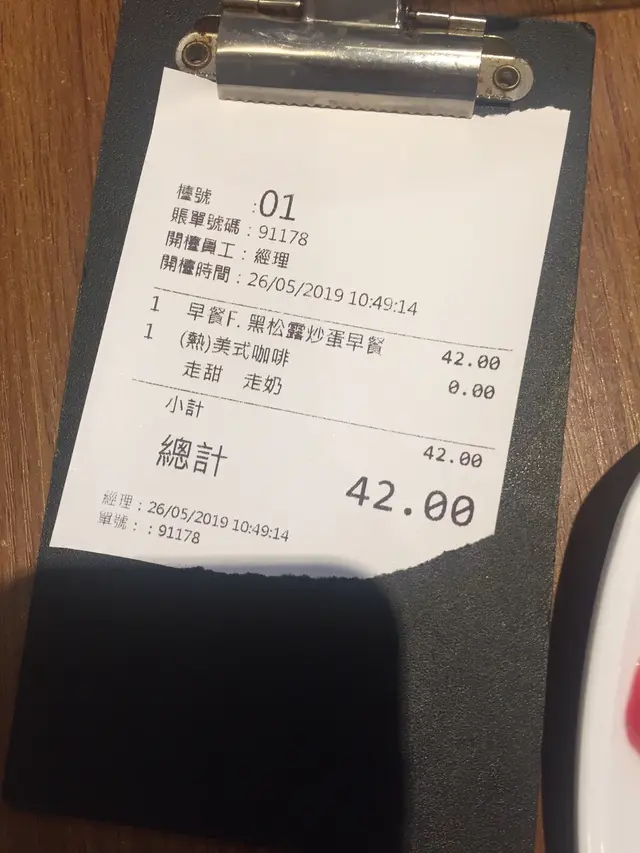 檯號 :01
賬單號碼：91178
開檯員工：經理
開檯時間：26/05/2019 10:49:14
1 早餐F. 黑松露炒蛋早餐 42.00
1 (熱)美式咖啡 0.00
走甜 走奶
小計 42.00
總計 42.00
經理：26/05/2019 10:49:14
單號：：91178